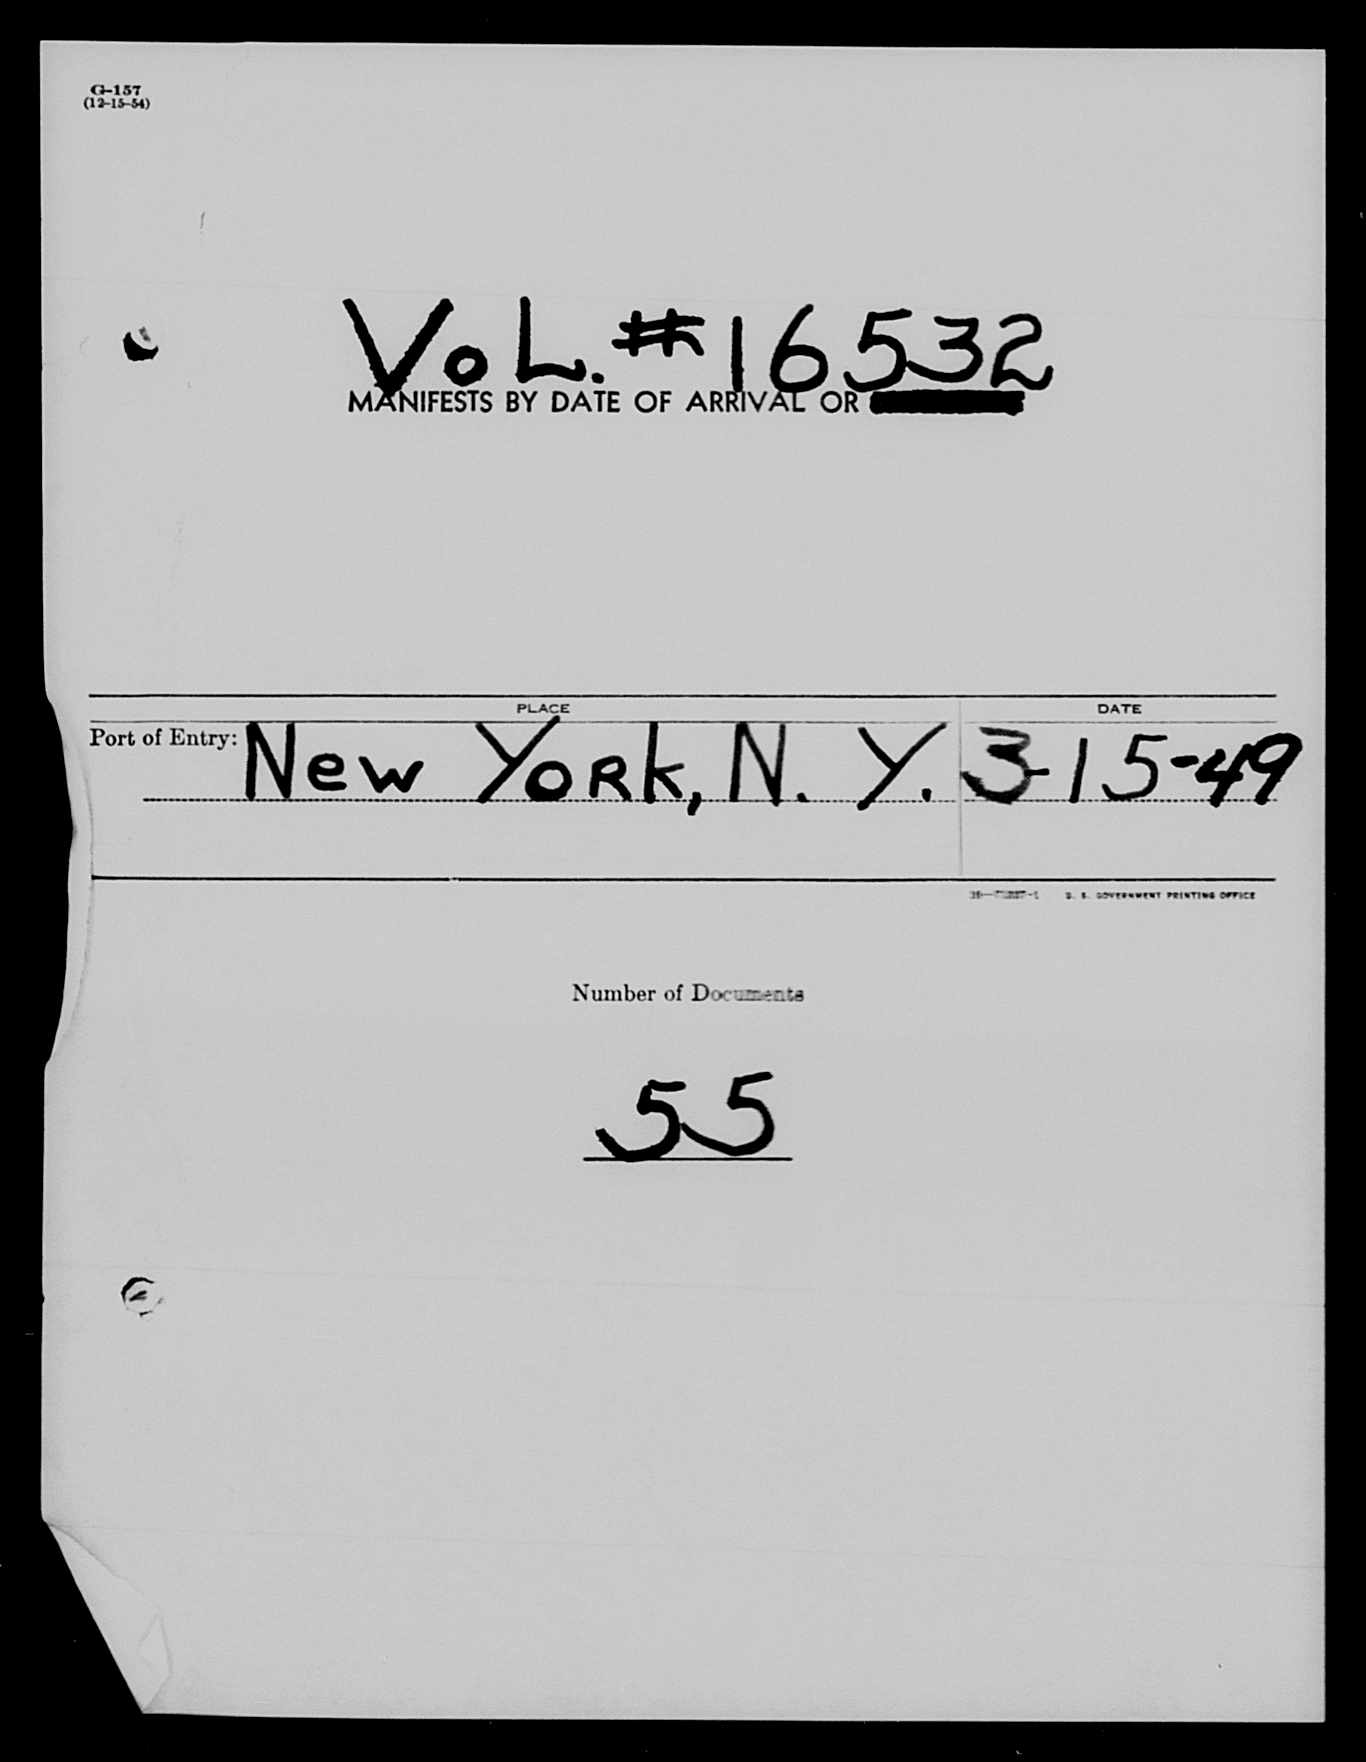 G-157
(12-15-54)
VoL. #16532
MANIFESTS BY DATE OF ARRIVAL OR
PLACE DATE
Port of Entry: New York, N. Y. 3-15-49
U. S. GOVERNMENT PRINTING OFFICE
Number of Documents
55